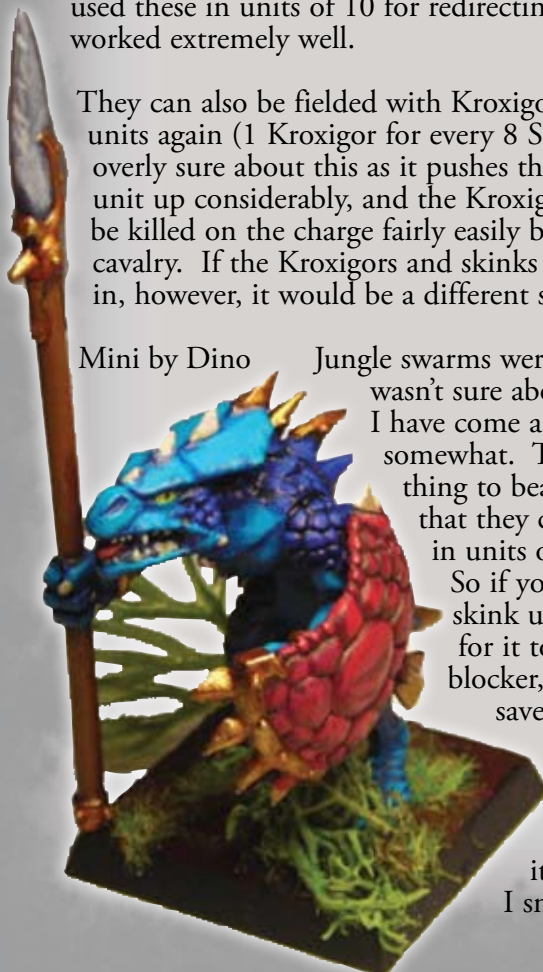 used these in units of 10 for redirectin
worked extremely well.
They can also be fielded with Kroxigo
units again (1 Kroxigor for every 8 S
overly sure about this as it pushes th
unit up considerably, and the Kroxig
be killed on the charge fairly easily b
cavalry. If the Kroxigors and skinks
in, however, it would be a different s
Mini by Dino
Jungle swarms wer
wasn't sure abo
I have come a
somewhat. T
thing to bea
that they c
in units o
So if yo
skink u
for it to
blocker,
save
it
I sn